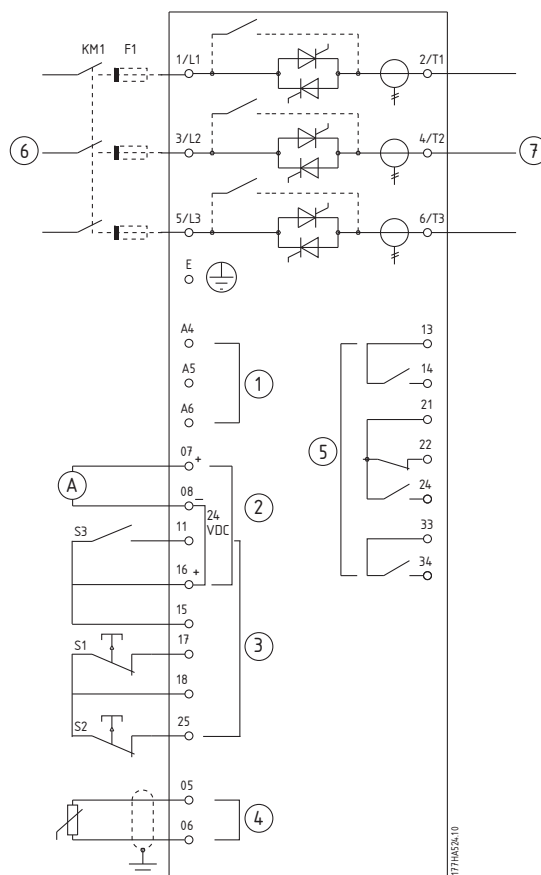 KM1 F1 1/L1 2/T1
6 3/L2 4/T2 7
5/L3 6/T3
E
A4 13
A5 1 14
A6 21
5 22
07 + 24
A 2
08 – 24 VDC
S3 11 33
16 + 34
15
S1 17 3
18
S2 25
05
4
06
177HA524.10